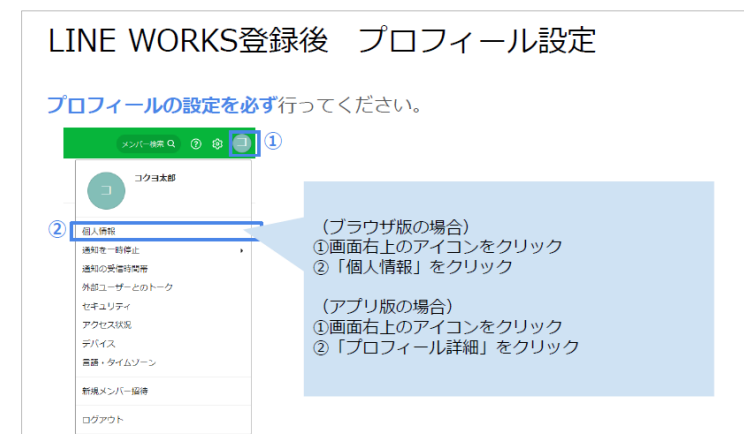 LINE WORKS登録後　プロフィール設定
プロフィールの設定を必ず行ってください。
メンバー検索
?
コ
①
コ
コクヨ太郎
②
個人情報
通知を一時停止
通知の受信時間帯
外部ユーザーとのトーク
セキュリティ
アクセス状況
デバイス
言語・タイムゾーン
新規メンバー招待
ログアウト
（ブラウザ版の場合）
①画面右上のアイコンをクリック
②「個人情報」をクリック
（アプリ版の場合）
①画面右上のアイコンをクリック
②「プロフィール詳細」をクリック